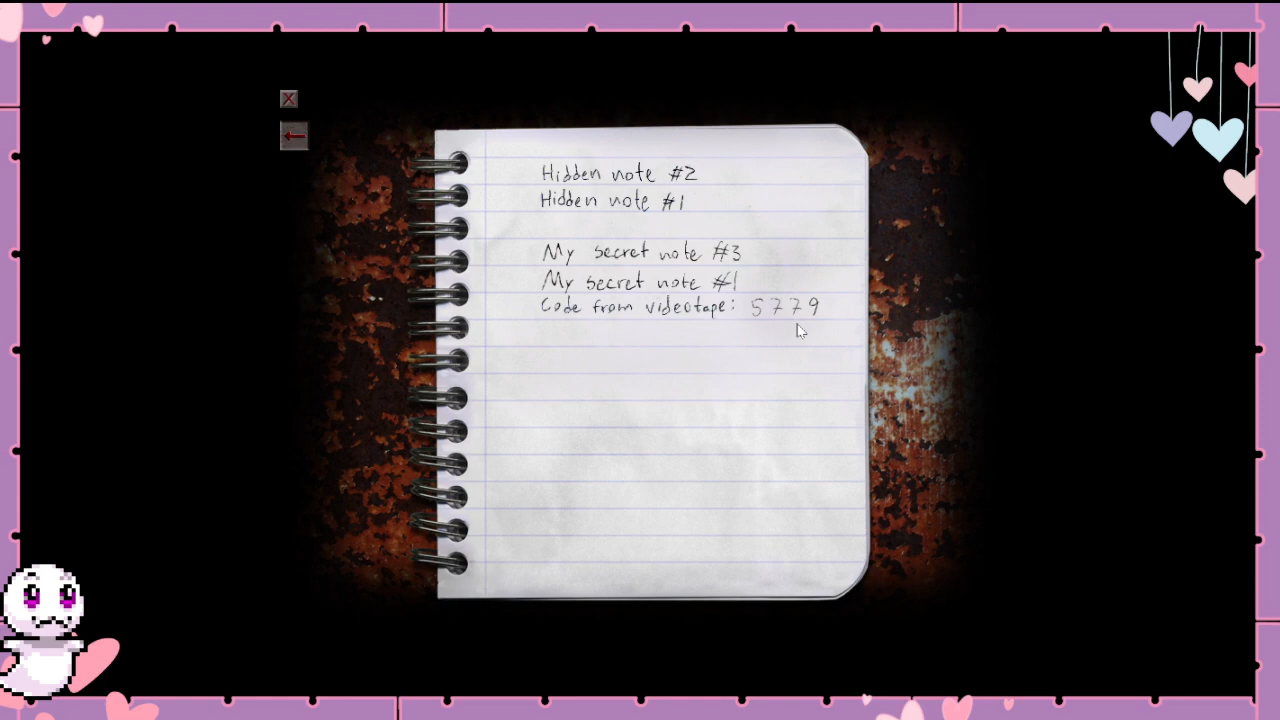 Hidden note #2
Hidden note #1
My secret note #3
My secret note #1
Code from videotape: 5779